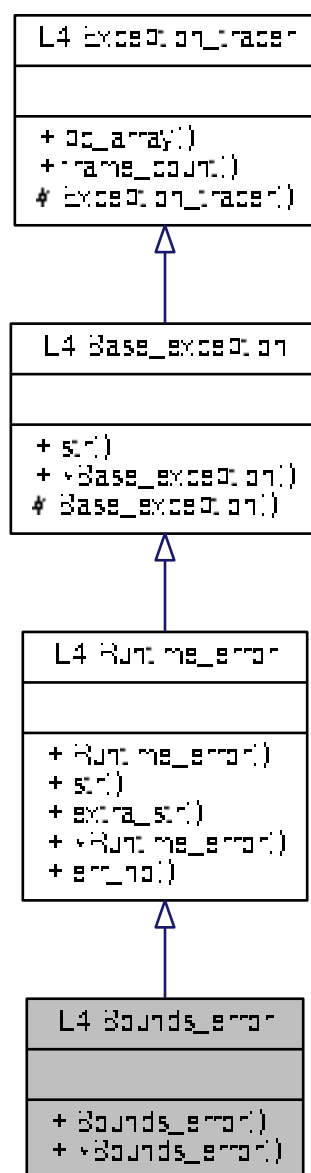 L4 Exception_tracer
+ pc_array()
+ frame_count()
# Exception_tracer()
L4 Base_exception
+ str()
+ ~Base_exception()
# Base_exception()
L4 Runtime_error
+ Runtime_error()
+ str()
+ extra_str()
+ ~Runtime_error()
+ err_no()
L4 Bounds_error
+ Bounds_error()
+ ~Bounds_error()